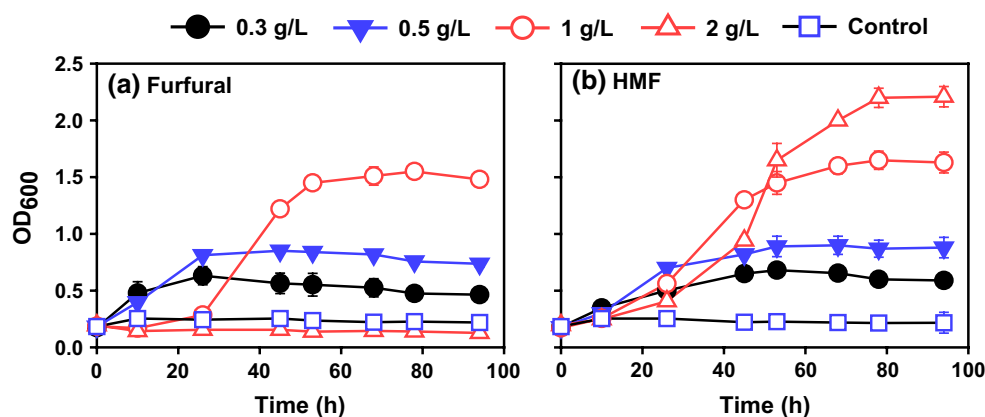 0.3 g/L 0.5 g/L 1 g/L 2 g/L Control
(a) Furfural
(b) HMF
OD600
2.5
2.0
1.5
1.0
0.5
0.0
0 20 40 60 80 100
0 20 40 60 80 100
Time (h)
Time (h)